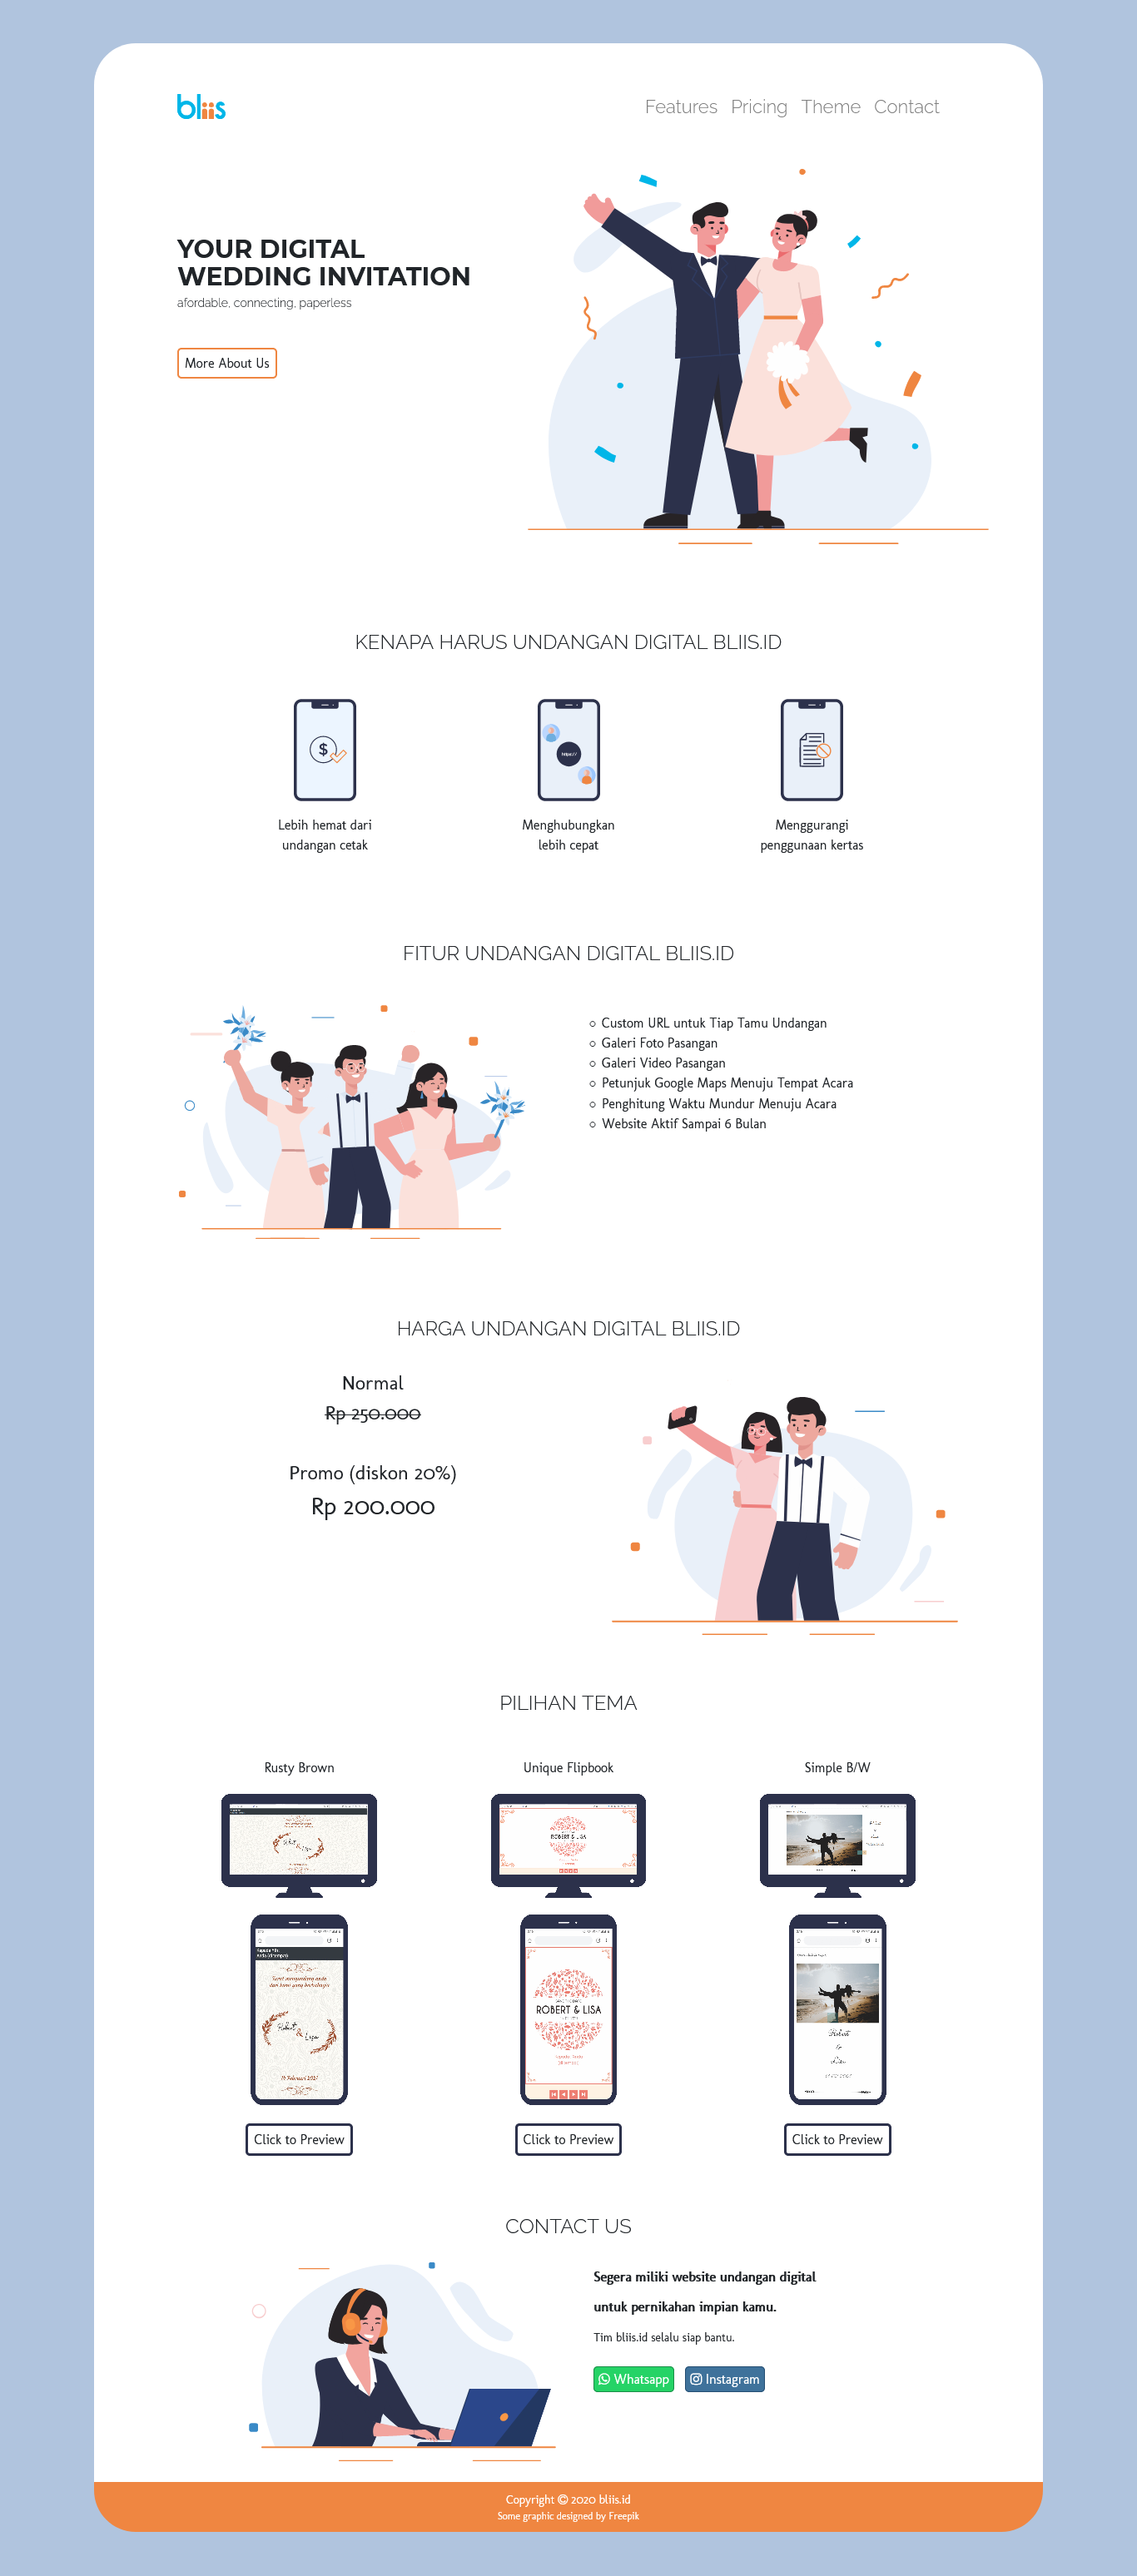 bliis
Features Pricing Theme Contact
YOUR DIGITAL
WEDDING INVITATION
afordable, connecting, paperless
More About Us
KENAPA HARUS UNDANGAN DIGITAL BLIIS.ID
$
https://
Lebih hemat dari
undangan cetak
Menghubungkan
lebih cepat
Menggurangi
penggunaan kertas
FITUR UNDANGAN DIGITAL BLIIS.ID
Custom URL untuk Tiap Tamu Undangan
Galeri Foto Pasangan
Galeri Video Pasangan
Petunjuk Google Maps Menuju Tempat Acara
Penghitung Waktu Mundur Menuju Acara
Website Aktif Sampai 6 Bulan
HARGA UNDANGAN DIGITAL BLIIS.ID
Normal
Rp 250.000
Promo (diskon 20%)
Rp 200.000
PILIHAN TEMA
Rusty Brown
Unique Flipbook
Simple B/W
ROBERT & LISA
ROBERT & LISA
Click to Preview
Click to Preview
Click to Preview
CONTACT US
Segera miliki website undangan digital
untuk pernikahan impian kamu.
Tim bliis.id selalu siap bantu.
Whatsapp Instagram
Copyright © 2020 bliis.id
Some graphic designed by Freepik